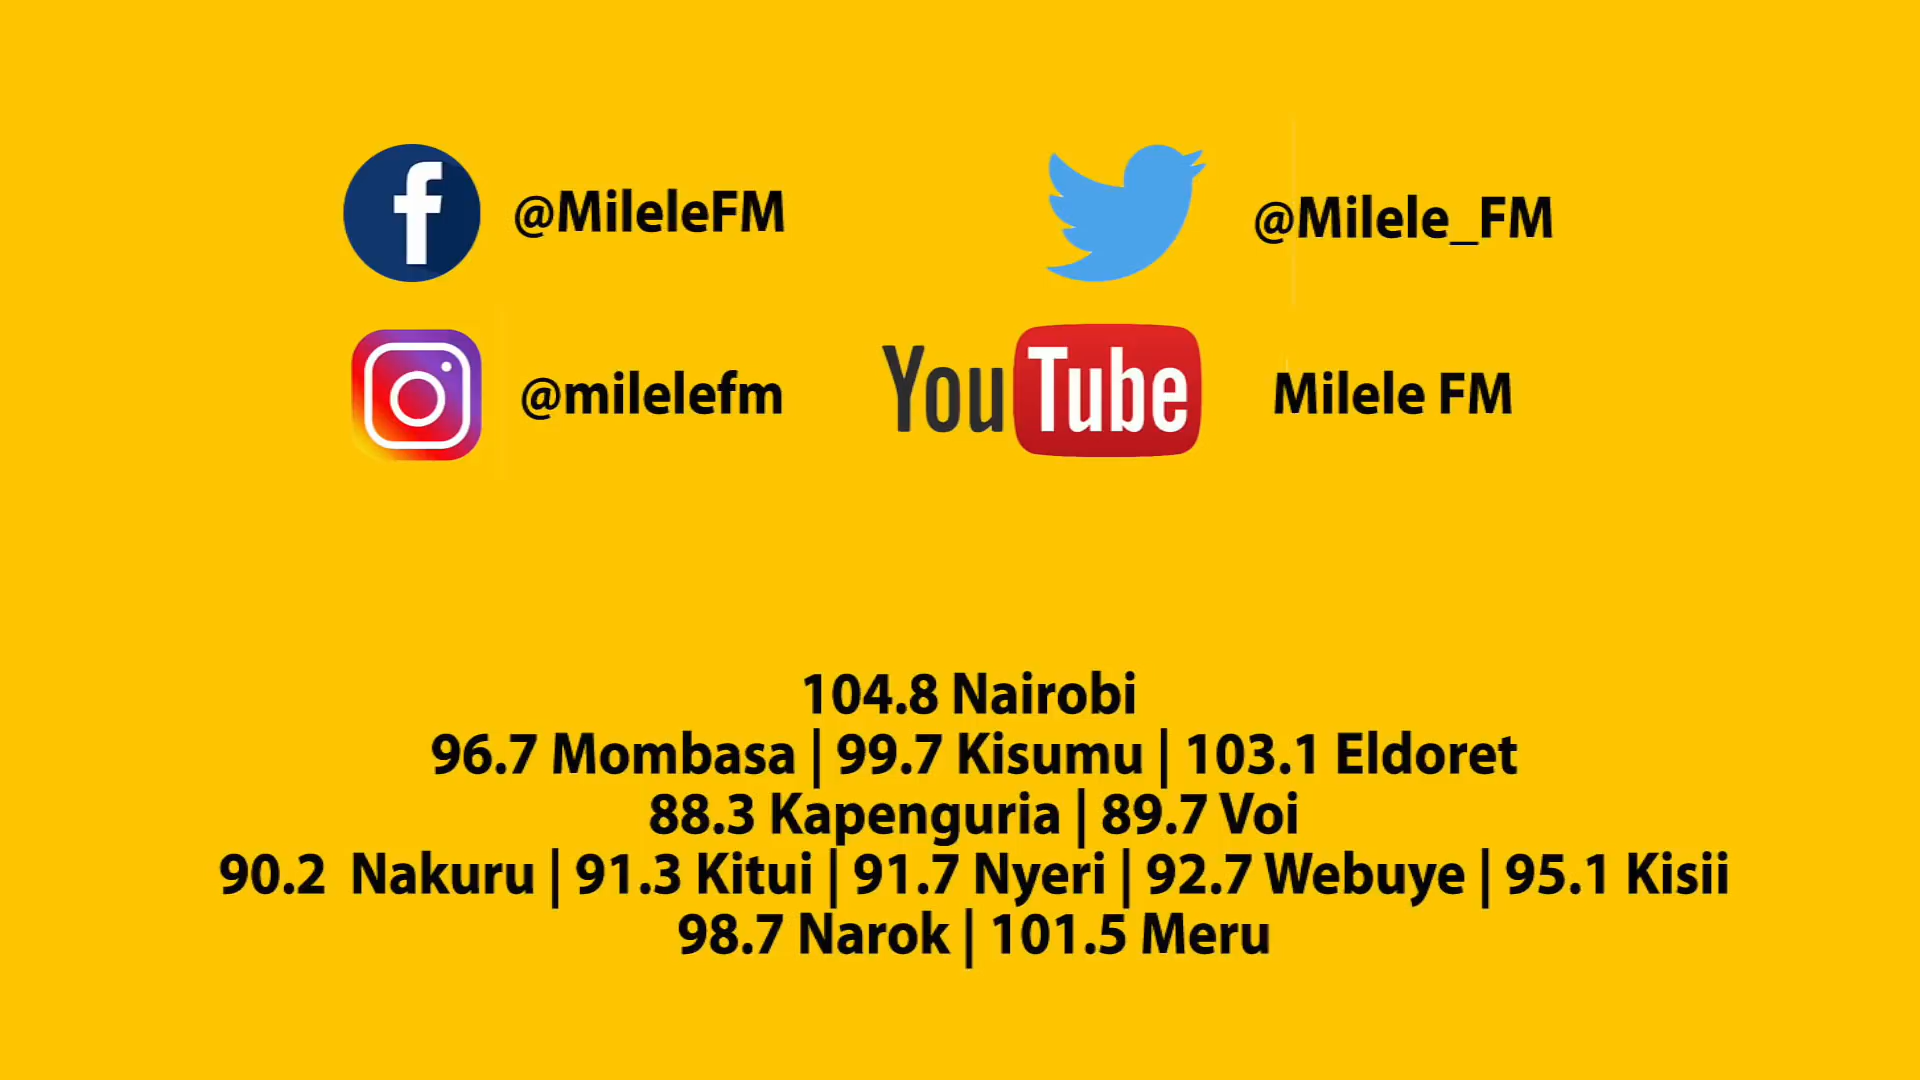 @MileleFM
@Milele_FM
@milelefm
YouTube
Milele FM
104.8 Nairobi
96.7 Mombasa | 99.7 Kisumu | 103.1 Eldoret
88.3 Kapenguria | 89.7 Voi
90.2  Nakuru | 91.3 Kitui | 91.7 Nyeri | 92.7 Webuye | 95.1 Kisii
98.7 Narok | 101.5 Meru